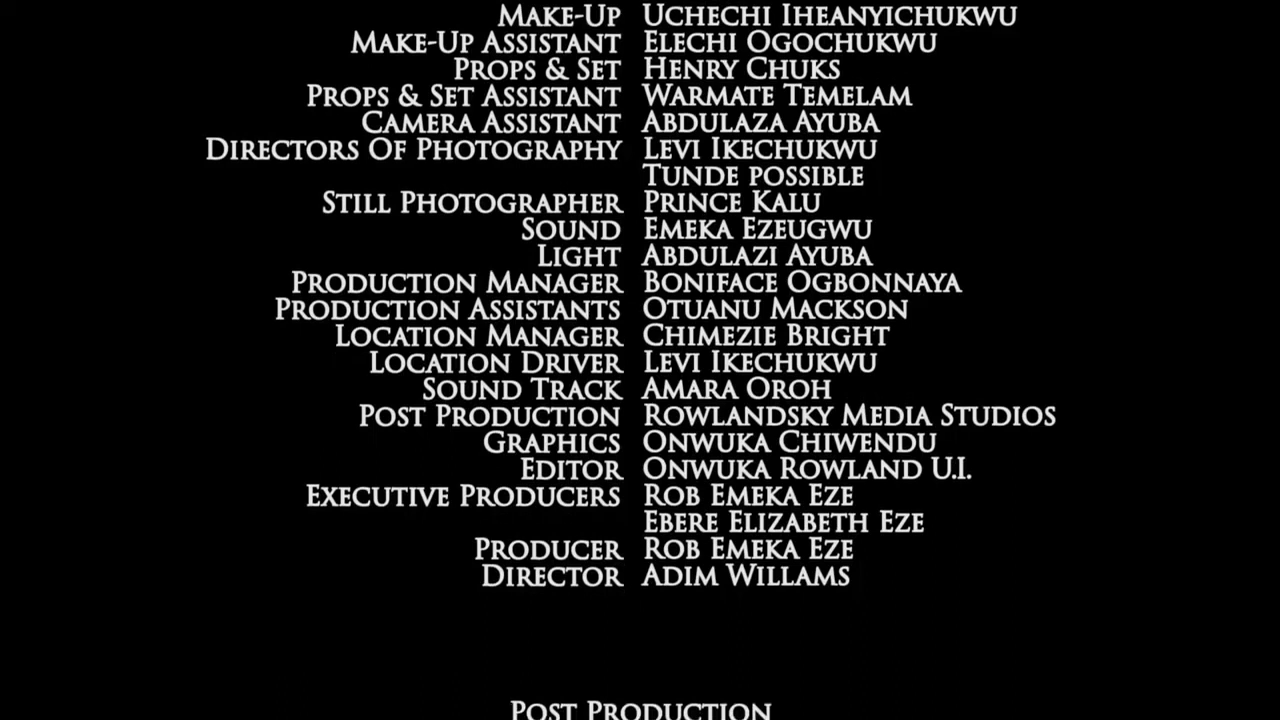 Make-Up Uchechi Iheanyichukwu
Make-Up Assistant Elechi Ogochukwu
Props & Set Henry Chuks
Props & Set Assistant Warmate Temelam
Camera Assistant Abdulaza Ayuba
Directors Of Photography Levi Ikechukwu
Tunde possible
Still Photographer Prince Kalu
Sound Emeka Ezeugwu
Light Abdulazi Ayuba
Production Manager Boniface Ogbonnaya
Production Assistants Otuanu Mackson
Location Manager Chimezie Bright
Location Driver Levi Ikechukwu
Sound Track Amara Oroh
Post Production Rowlandsky Media Studios
Graphics Onwuka Chiwendu
Editor Onwuka Rowland U.I.
Executive Producers Rob Emeka Eze
Ebere Elizabeth Eze
Producer Rob Emeka Eze
Director Adim Willams
Post Production